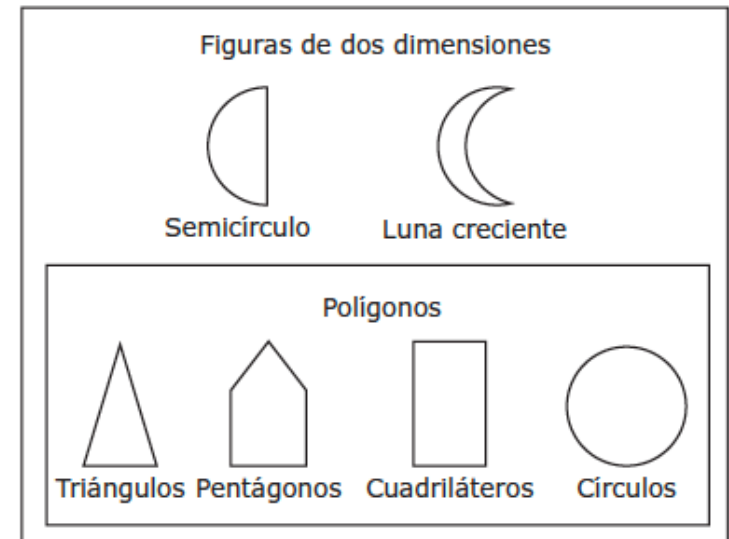 Figuras de dos dimensiones
Semicírculo Luna creciente
Polígonos
Triángulos Pentágonos Cuadriláteros Círculos